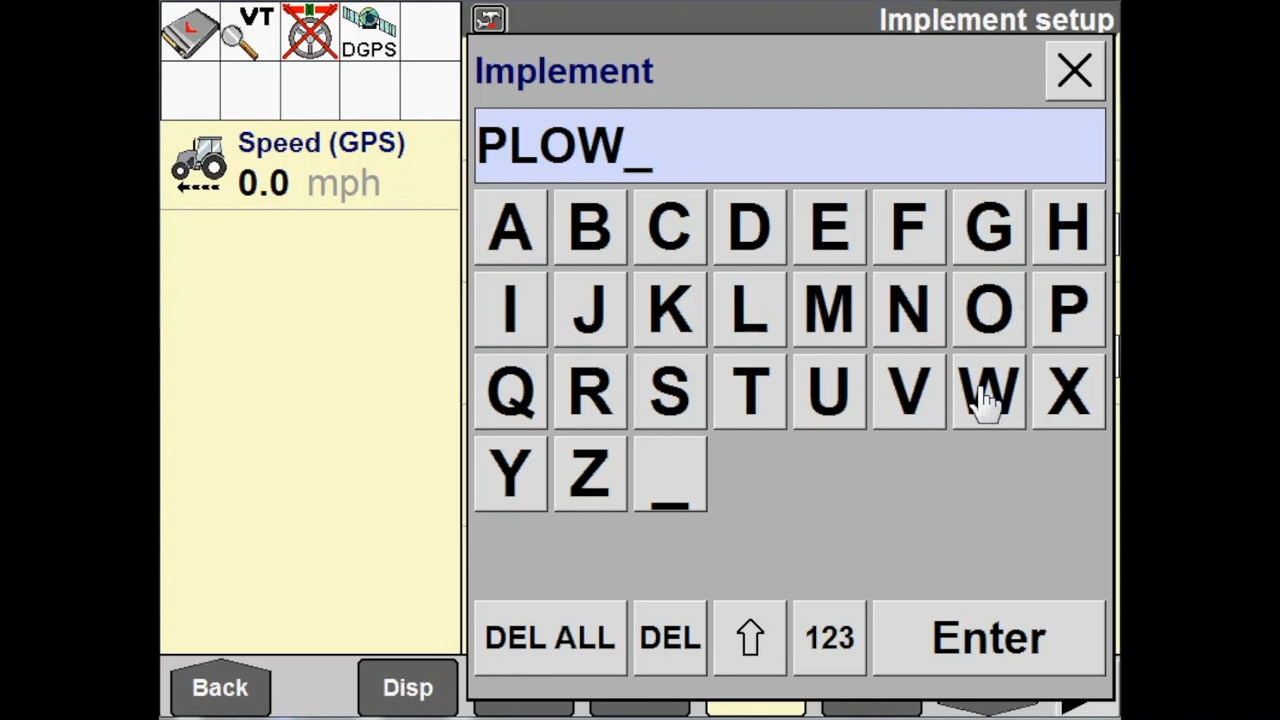 VT
DGPS
Speed (GPS)
0.0 mph
Implement setup
Implement
PLOW_
A B C D E F G H
I J K L M N O P
Q R S T U V W X
Y Z _
DEL ALL DEL 123 Enter
Back Disp